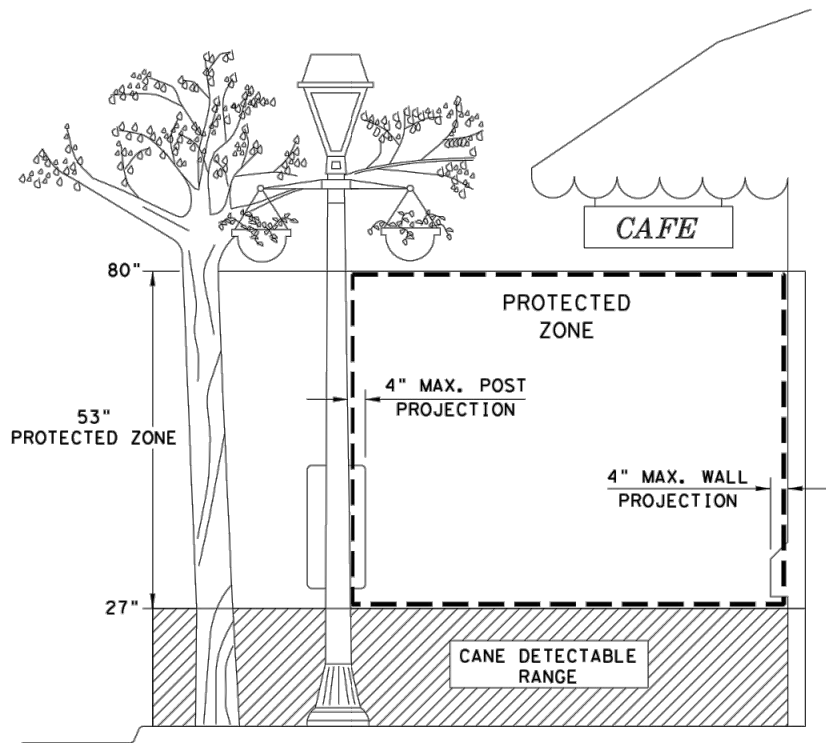 CAFE
80"
PROTECTED
ZONE
4" MAX. POST
PROJECTION
53"
PROTECTED ZONE
4" MAX. WALL
PROJECTION
27"
CANE DETECTABLE
RANGE